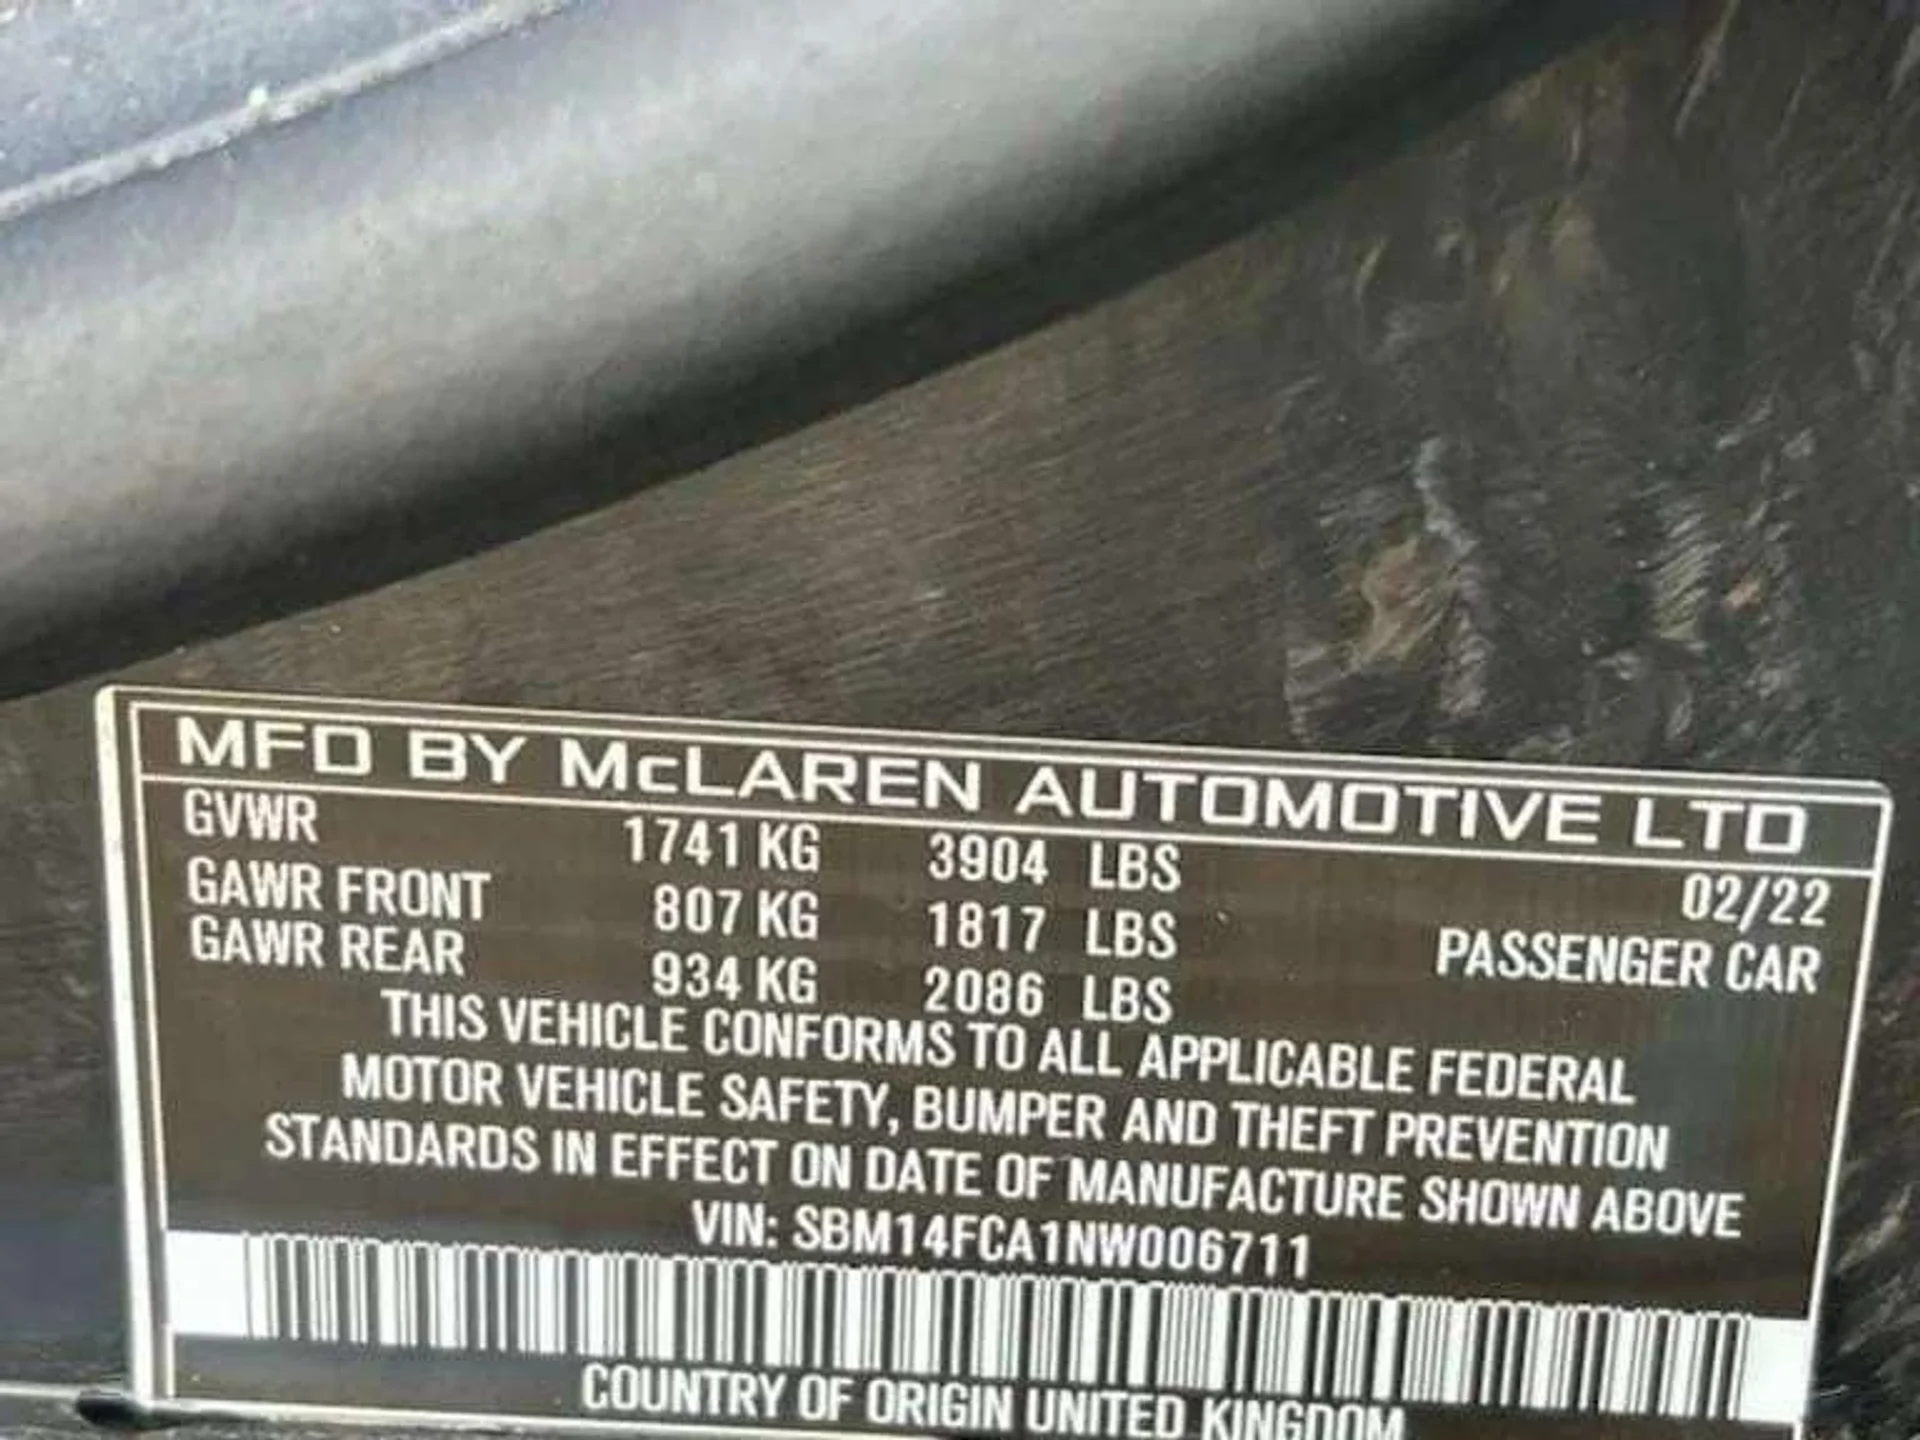 MFD BY McLAREN AUTOMOTIVE LTD
GVWR 1741 KG 3904 LBS 02/22
GAWR FRONT 807 KG 1817 LBS PASSENGER CAR
GAWR REAR 934 KG 2086 LBS
THIS VEHICLE CONFORMS TO ALL APPLICABLE FEDERAL
MOTOR VEHICLE SAFETY, BUMPER AND THEFT PREVENTION
STANDARDS IN EFFECT ON DATE OF MANUFACTURE SHOWN ABOVE
VIN: SBM14FCA1NW006711
COUNTRY OF ORIGIN UNITED KINGDOM